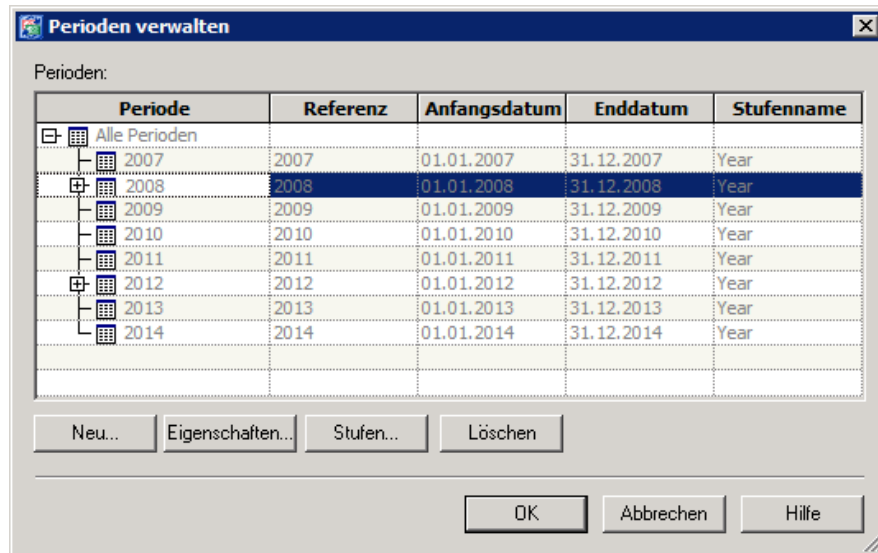 Perioden verwalten
Perioden:
Periode Referenz Anfangsdatum Enddatum Stufenname
Alle Perioden
2007 2007 01.01.2007 31.12.2007 Year
2008 2008 01.01.2008 31.12.2008 Year
2009 2009 01.01.2009 31.12.2009 Year
2010 2010 01.01.2010 31.12.2010 Year
2011 2011 01.01.2011 31.12.2011 Year
2012 2012 01.01.2012 31.12.2012 Year
2013 2013 01.01.2013 31.12.2013 Year
2014 2014 01.01.2014 31.12.2014 Year
Neu... Eigenschaften... Stufen... Löschen
OK Abbrechen Hilfe